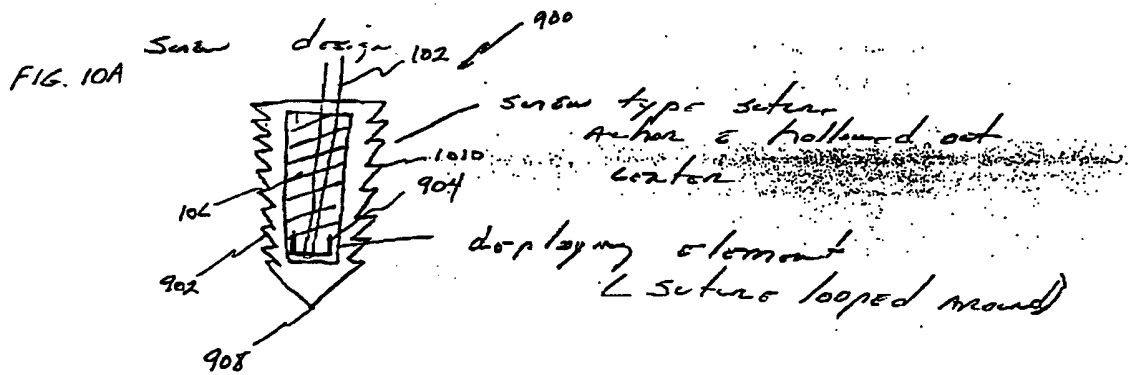 Screw design
900
FIG. 10A
102
screw type suture
Achor c̄ hollowed out
center
1010
904
106
deploying element
( suture looped around)
902
908